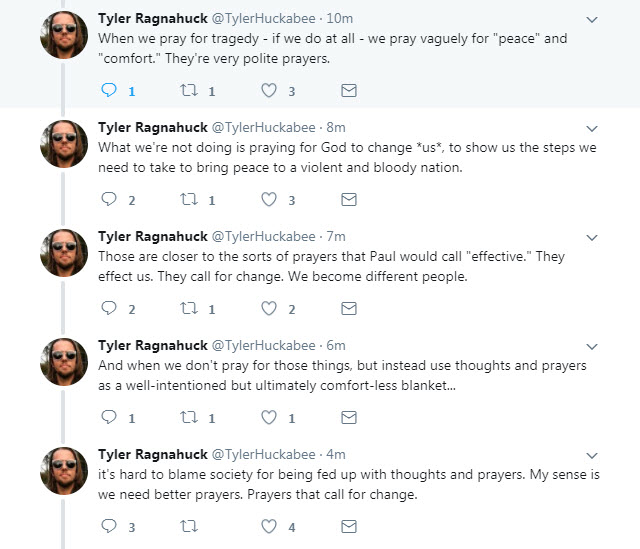 Tyler Ragnahuck @TylerHuckabee · 10m
When we pray for tragedy - if we do at all - we pray vaguely for "peace" and
"comfort." They're very polite prayers.
1 1 3
Tyler Ragnahuck @TylerHuckabee · 8m
What we're not doing is praying for God to change *us*, to show us the steps we
need to take to bring peace to a violent and bloody nation.
2 1 3
Tyler Ragnahuck @TylerHuckabee · 7m
Those are closer to the sorts of prayers that Paul would call "effective." They
effect us. They call for change. We become different people.
2 1 2
Tyler Ragnahuck @TylerHuckabee · 6m
And when we don't pray for those things, but instead use thoughts and prayers
as a well-intentioned but ultimately comfort-less blanket...
1 1 1
Tyler Ragnahuck @TylerHuckabee · 4m
it's hard to blame society for being fed up with thoughts and prayers. My sense is
we need better prayers. Prayers that call for change.
3 4